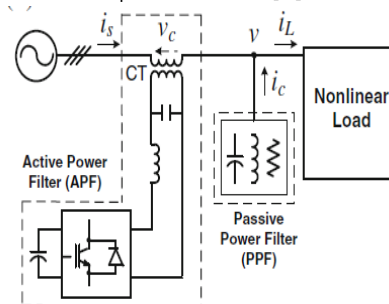 i_s
v_c
v
i_L
CT
i_c
Nonlinear
Load
Active Power
Filter (APF)
Passive
Power Filter
(PPF)